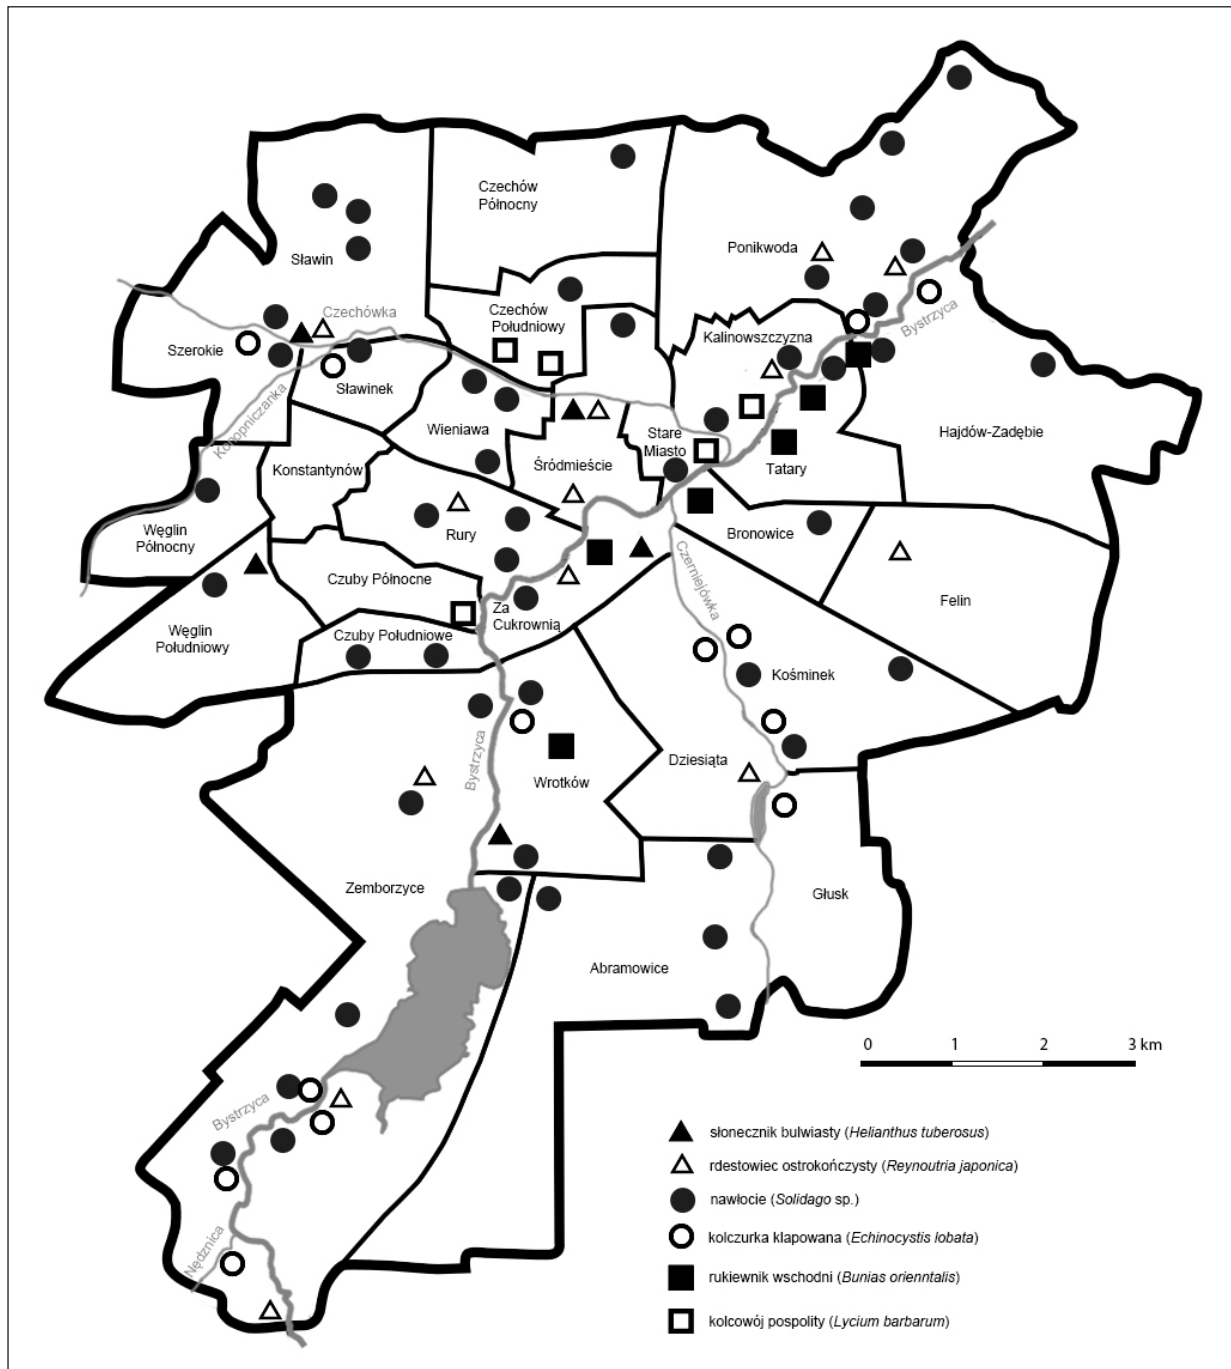 Czechów
Północny
Ponikwoda
Sławin
Czechówka
Czechów
Południowy
Bystrzyca
Szerokie
Kalinowszczyzna
Sławinek
Konopniczanka
Wieniawa
Stare
Miasto
Hajdów-Zadębie
Konstantynów
Śródmieście
Tatary
Węglin
Północny
Rury
Bronowice
Czerniejówka
Czuby Północne
Felin
Za
Cukrownią
Węglin
Południowy
Czuby Południowe
Kośminek
Bystrzyca
Dziesiąta
Wrotków
Zemborzyce
Głusk
Abramowice
0 1 2 3 km
Bystrzyca
Nędznica
słonecznik bulwiasty (Helianthus tuberosus)
rdestowiec ostrokończysty (Reynoutria japonica)
nawłocie (Solidago sp.)
kolczurka klapowana (Echinocystis lobata)
rukiewnik wschodni (Bunias orienntalis)
kolcowój pospolity (Lycium barbarum)